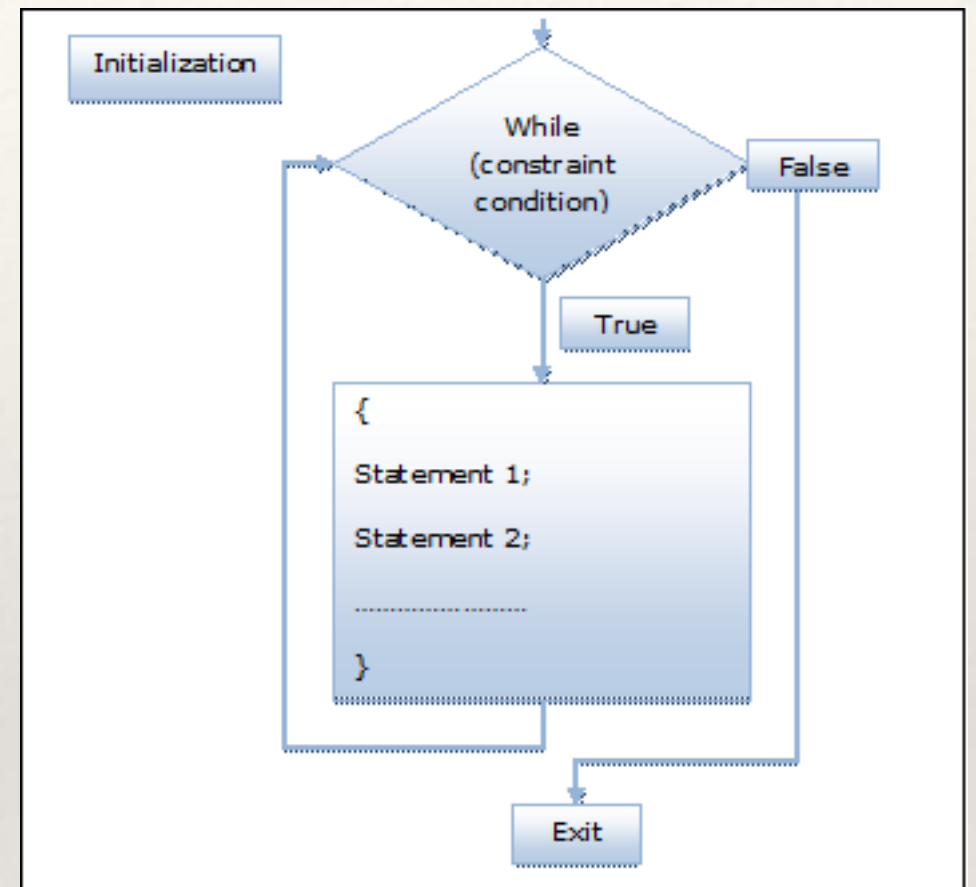 Initialization
While
(constraint
condition)
False
True
{
Statement 1;
Statement 2;
........................
}
Exit